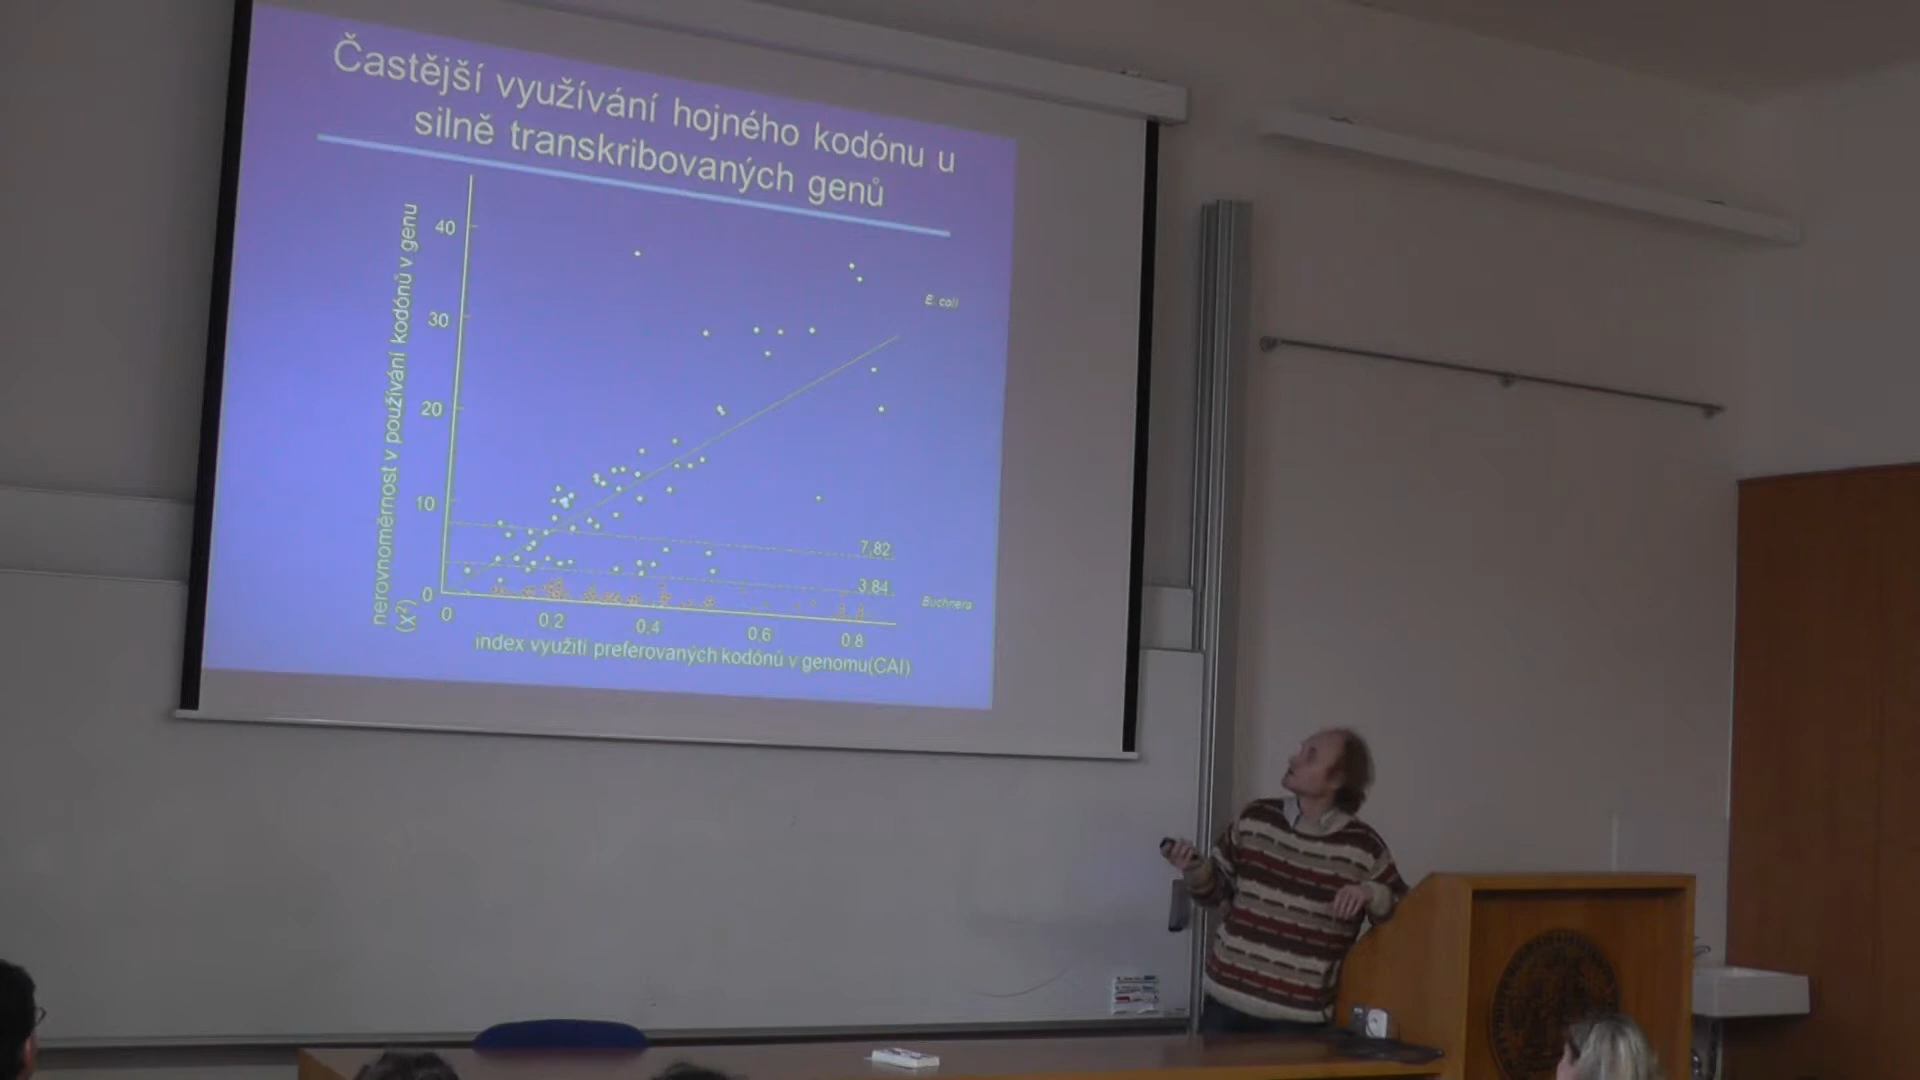 Častější využívání hojného kodónu u
silně transkribovaných genů
nerovnoměrnost v používání kodónů v genu
(χ²)
40
30
20
10
0
E. coli
7,82
3,84
Buchnera
0
0,2
0,4
0,6
0,8
index využití preferovaných kodónů v genomu(CAI)